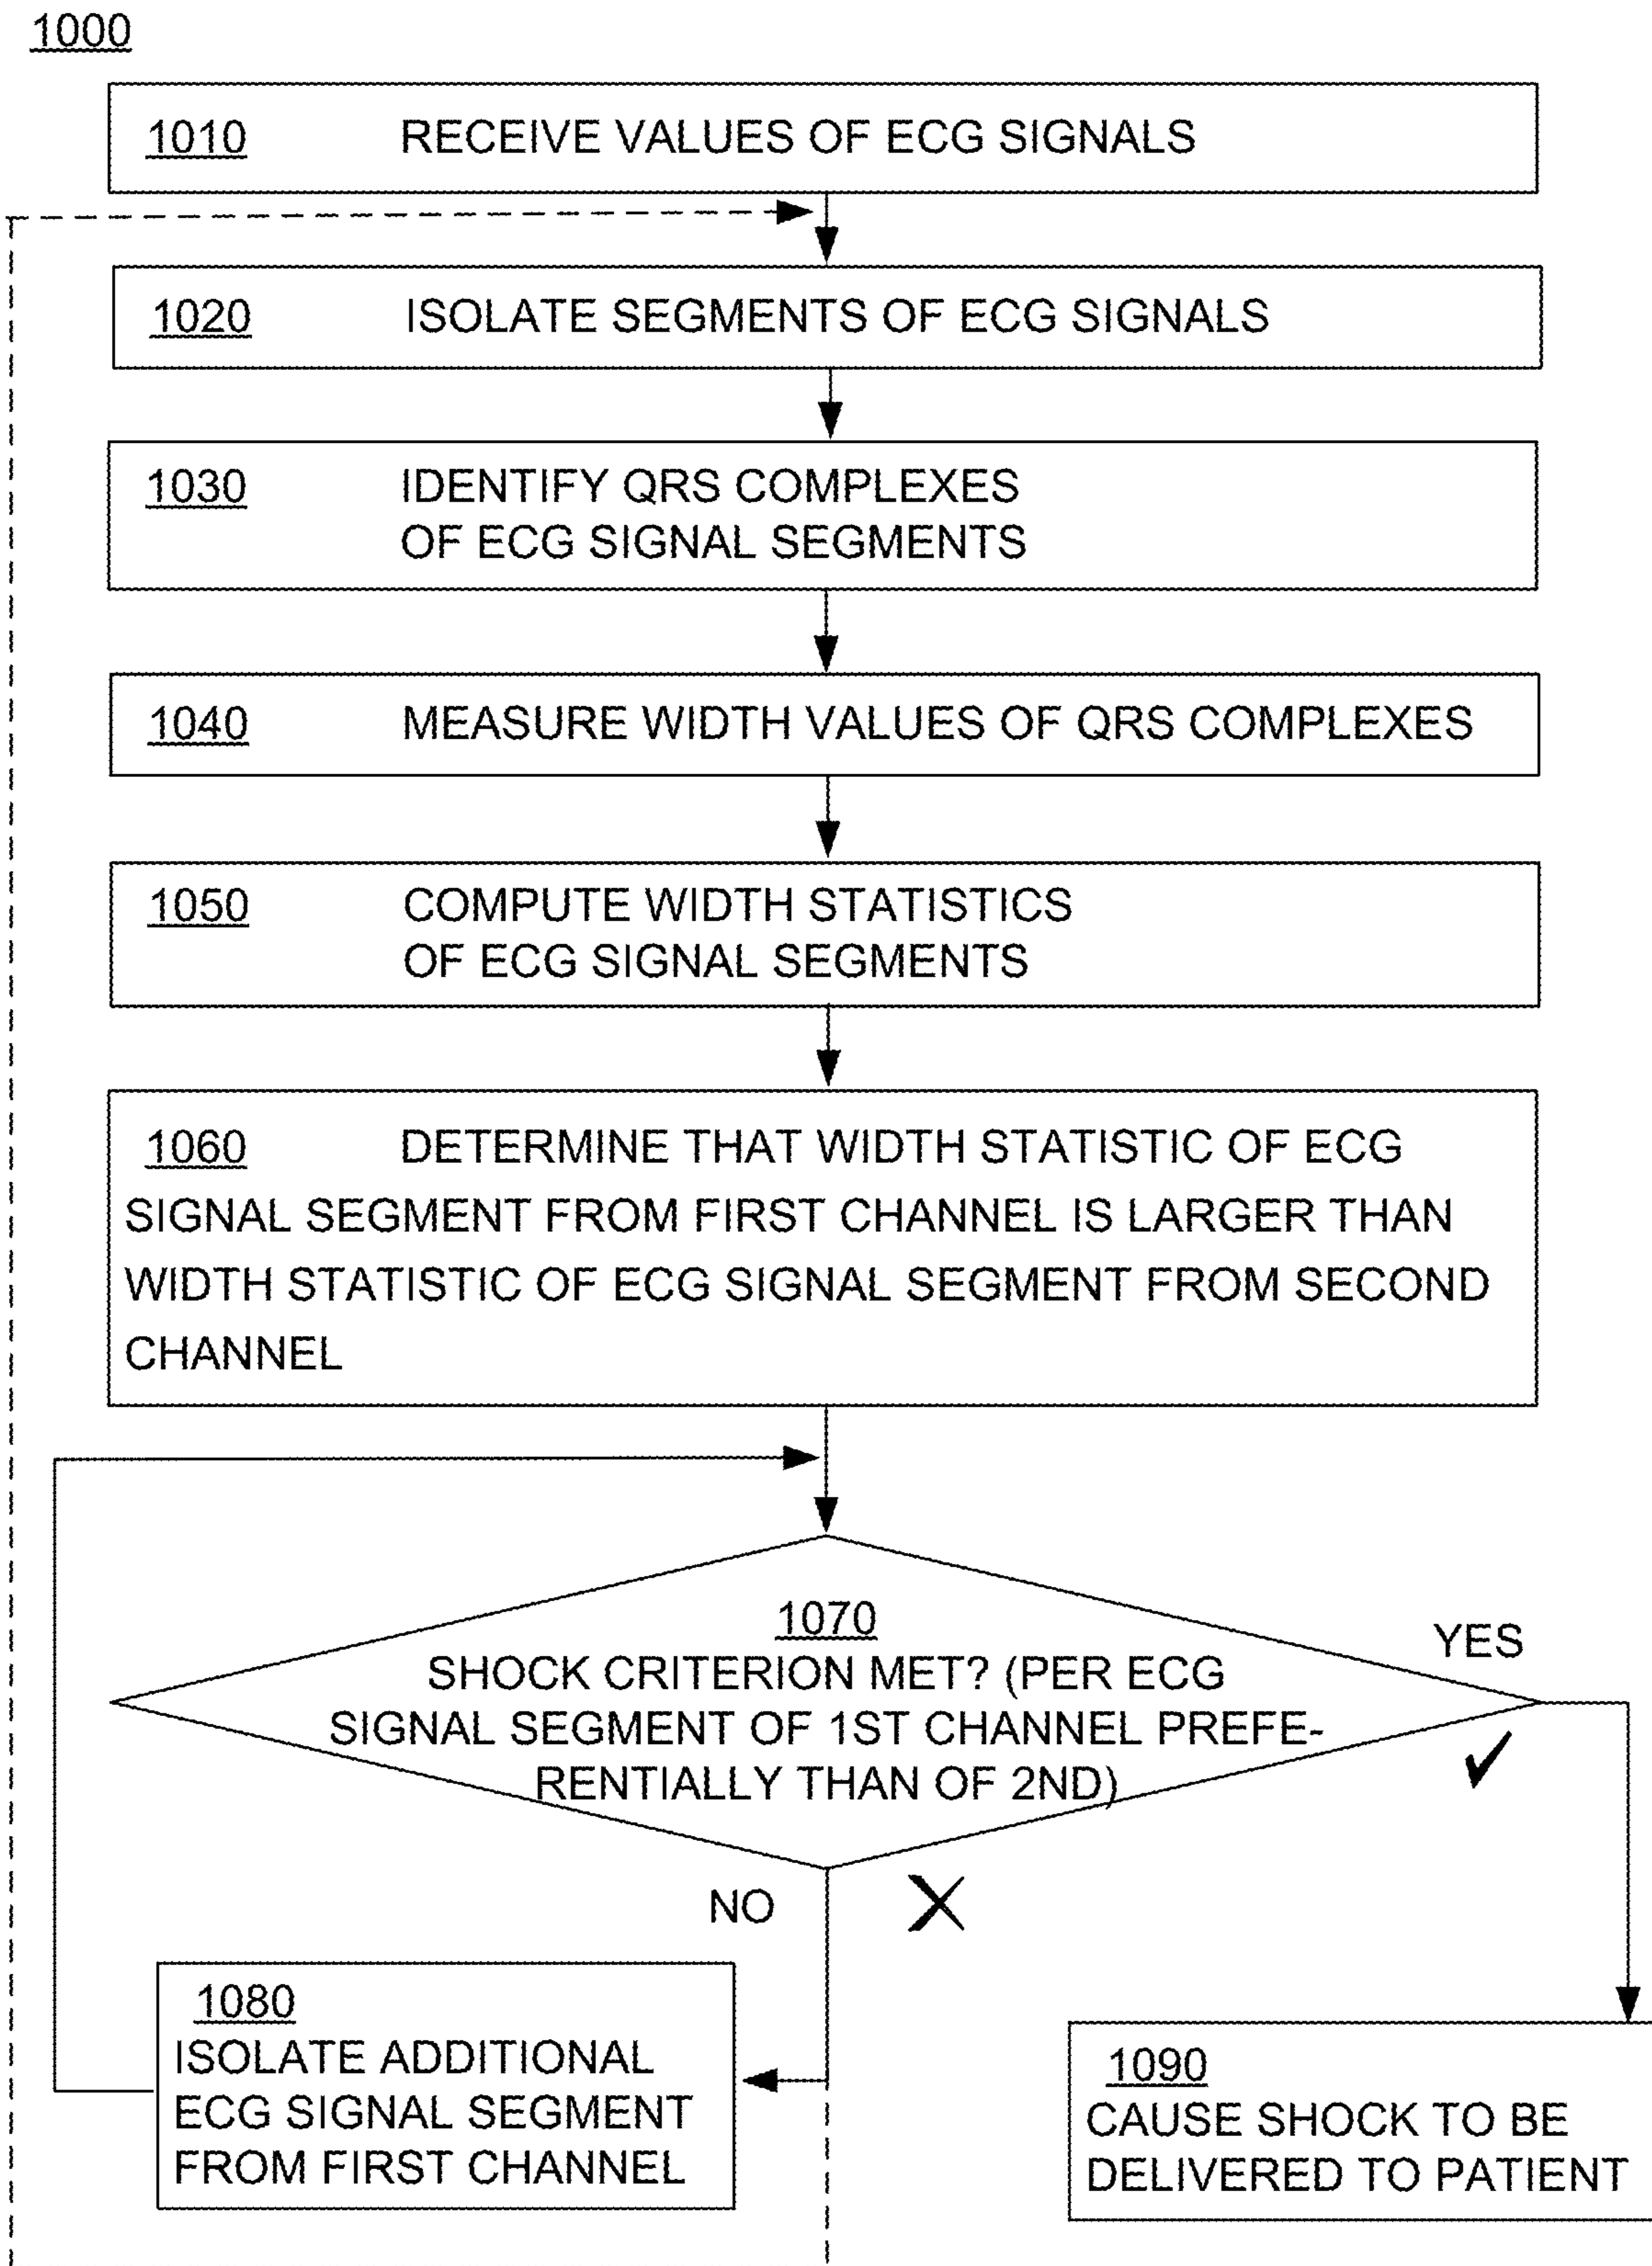 1000
1010 RECEIVE VALUES OF ECG SIGNALS
1020 ISOLATE SEGMENTS OF ECG SIGNALS
1030 IDENTIFY QRS COMPLEXES
OF ECG SIGNAL SEGMENTS
1040 MEASURE WIDTH VALUES OF QRS COMPLEXES
1050 COMPUTE WIDTH STATISTICS
OF ECG SIGNAL SEGMENTS
1060 DETERMINE THAT WIDTH STATISTIC OF ECG
SIGNAL SEGMENT FROM FIRST CHANNEL IS LARGER THAN
WIDTH STATISTIC OF ECG SIGNAL SEGMENT FROM SECOND
CHANNEL
1070
SHOCK CRITERION MET? (PER ECG
SIGNAL SEGMENT OF 1ST CHANNEL PREFE-
RENTIALLY THAN OF 2ND)
YES
NO
1080
ISOLATE ADDITIONAL
ECG SIGNAL SEGMENT
FROM FIRST CHANNEL
1090
CAUSE SHOCK TO BE
DELIVERED TO PATIENT